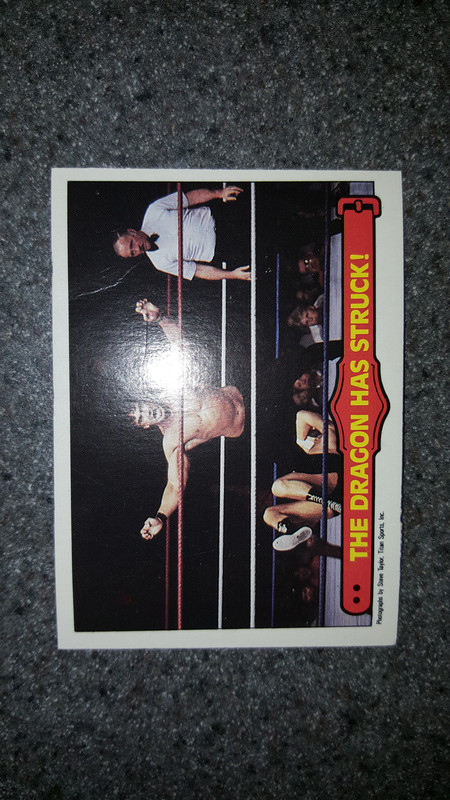 THE DRAGON HAS STRUCK!
Photographs by Steve Taylor, Titan Sports, Inc.